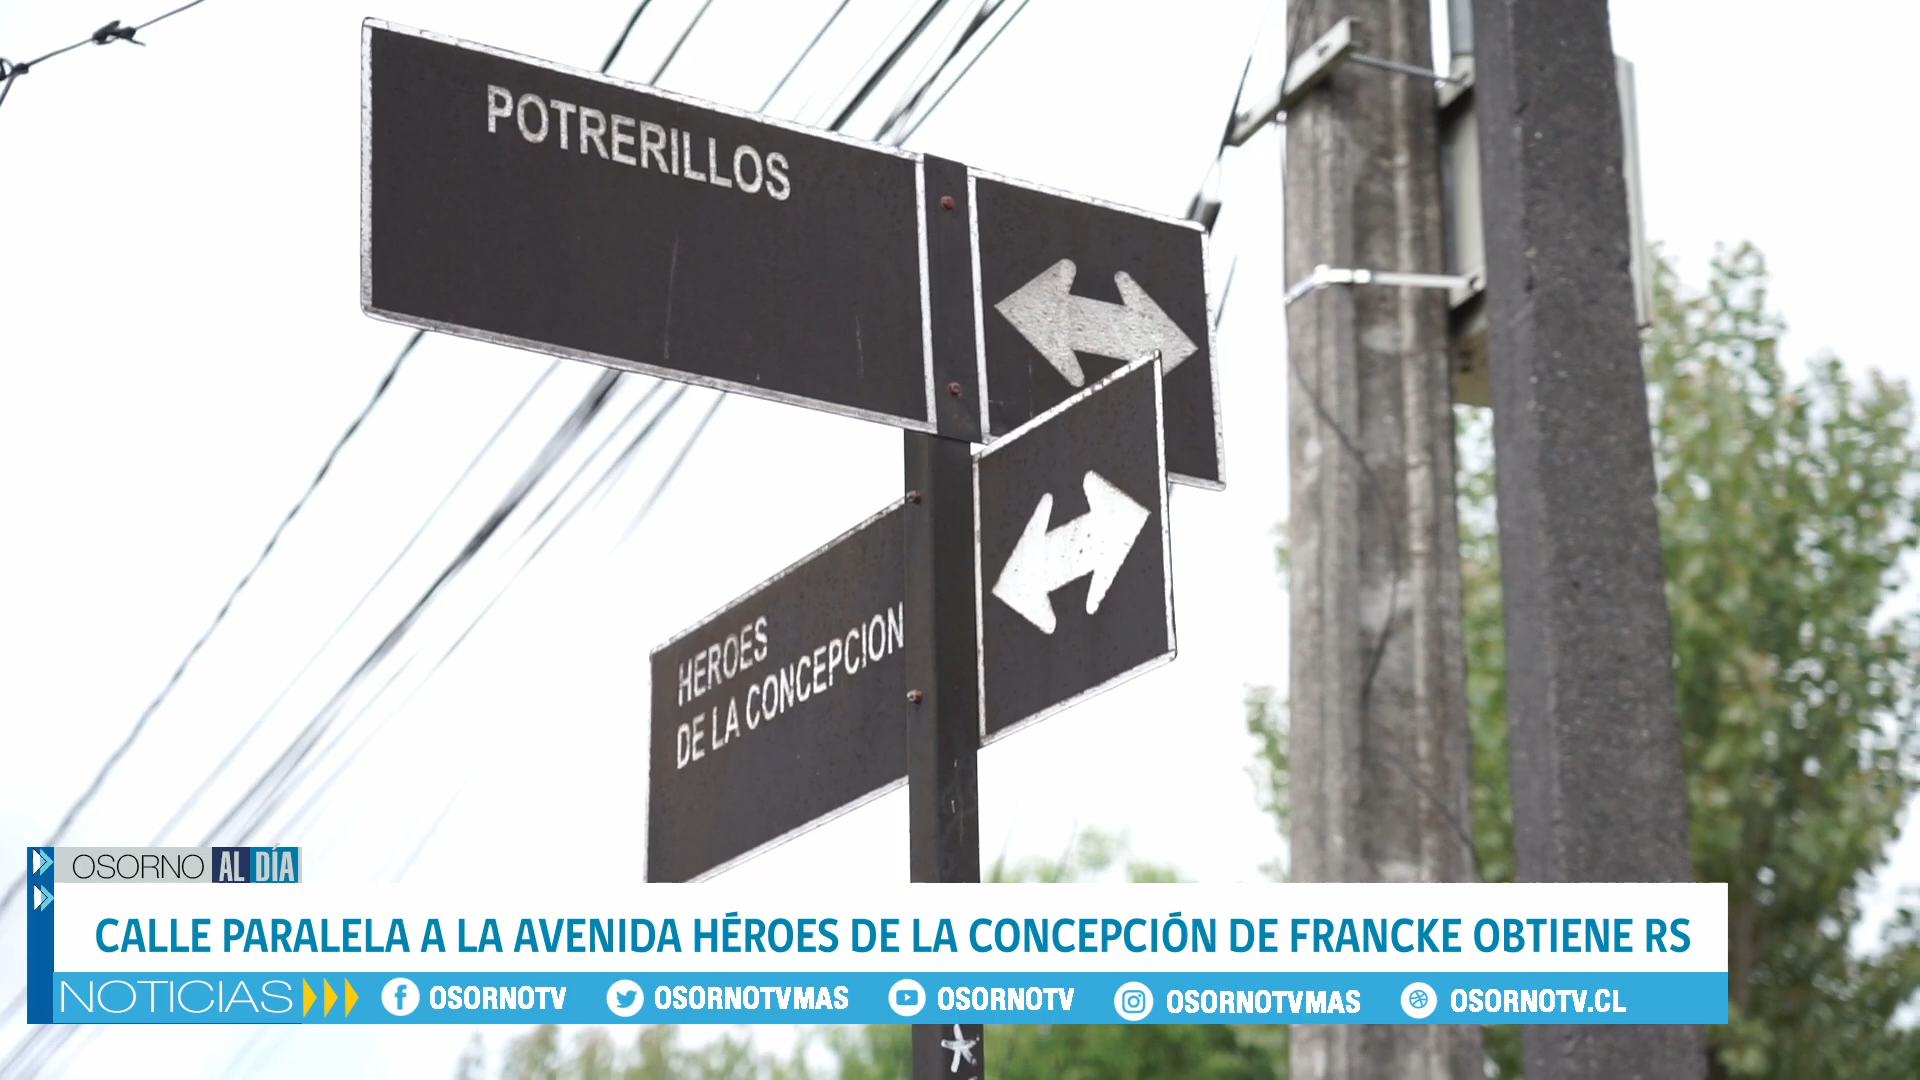 POTRERILLOS
HEROES
DE LA CONCEPCION
OSORNO AL DÍA
CALLE PARALELA A LA AVENIDA HÉROES DE LA CONCEPCIÓN DE FRANCKE OBTIENE RS
NOTICIAS OSORNOTV OSORNOTVMAS OSORNOTV OSORNOTVMAS OSORNOTV.CL